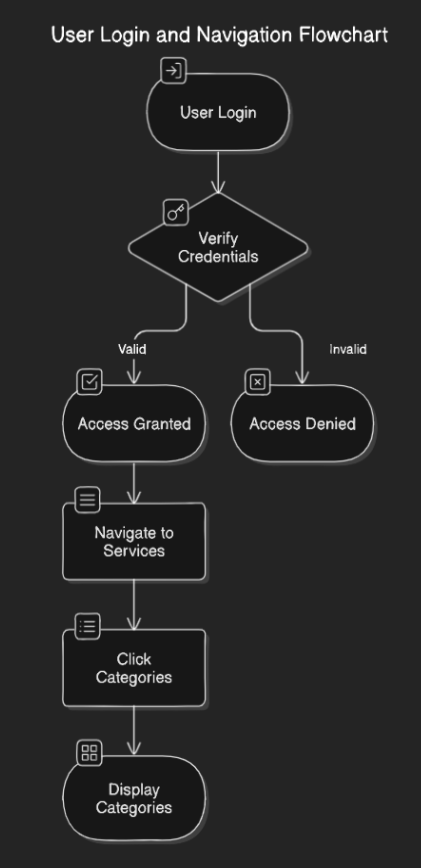 User Login and Navigation Flowchart
User Login
Verify
Credentials
Valid
Invalid
Access Granted
Access Denied
Navigate to
Services
Click
Categories
Display
Categories